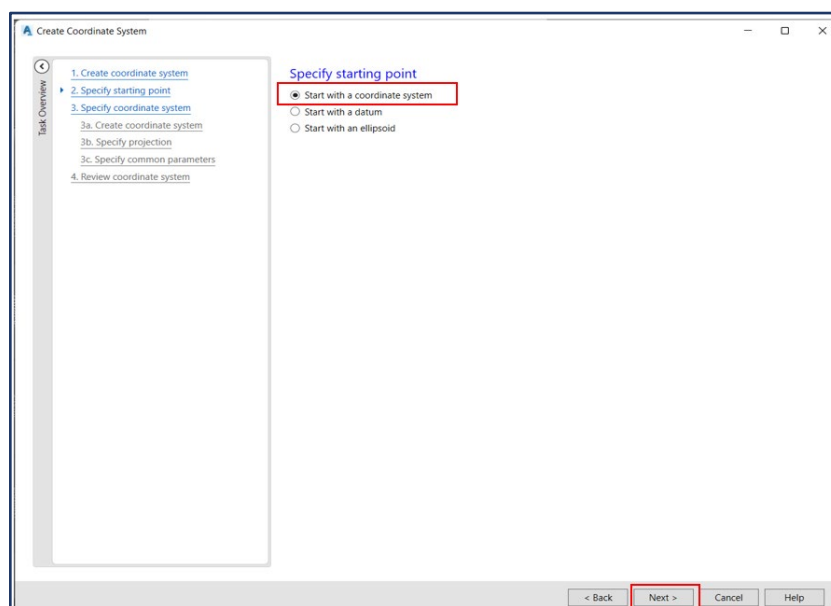 Create Coordinate System
Task Overview
1. Create coordinate system
2. Specify starting point
3. Specify coordinate system
3a. Create coordinate system
3b. Specify projection
3c. Specify common parameters
4. Review coordinate system
Specify starting point
Start with a coordinate system
Start with a datum
Start with an ellipsoid
< Back
Next >
Cancel
Help